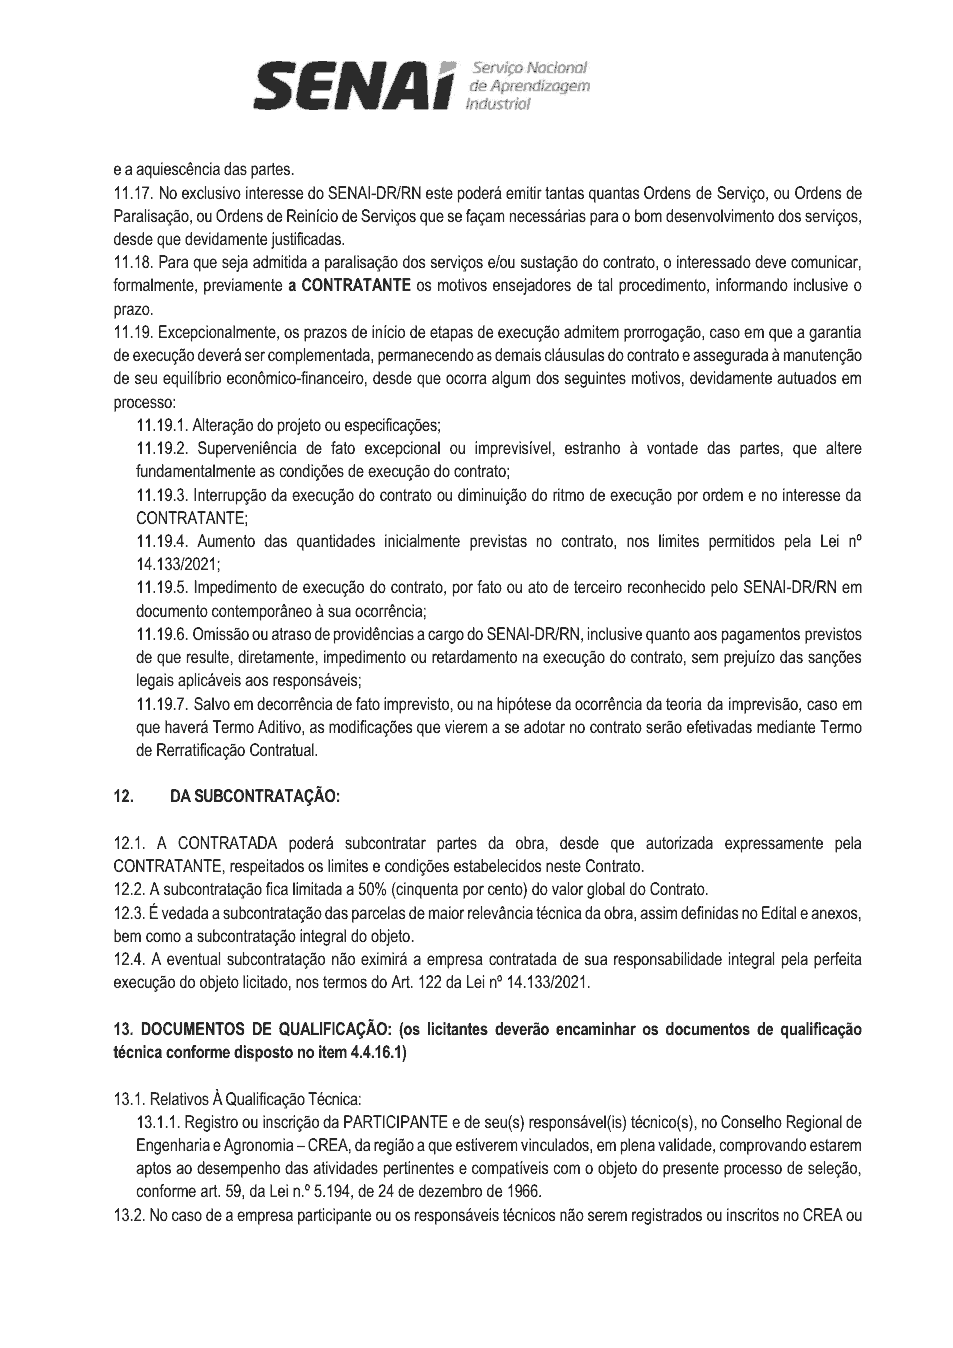 SENAI
Serviço Nacional
de Aprendizagem
Industrial
e a aquiescência das partes.
11.17. No exclusivo interesse do SENAI-DR/RN este poderá emitir tantas quantas Ordens de Serviço, ou Ordens de
Paralisação, ou Ordens de Reinício de Serviços que se façam necessárias para o bom desenvolvimento dos serviços,
desde que devidamente justificadas.
11.18. Para que seja admitida a paralisação dos serviços e/ou sustação do contrato, o interessado deve comunicar,
formalmente, previamente a CONTRATANTE os motivos ensejadores de tal procedimento, informando inclusive o
prazo.
11.19. Excepcionalmente, os prazos de início de etapas de execução admitem prorrogação, caso em que a garantia
de execução deverá ser complementada, permanecendo as demais cláusulas do contrato e assegurada à manutenção
de seu equilíbrio econômico-financeiro, desde que ocorra algum dos seguintes motivos, devidamente autuados em
processo:
11.19.1. Alteração do projeto ou especificações;
11.19.2. Superveniência de fato excepcional ou imprevisível, estranho à vontade das partes, que altere
fundamentalmente as condições de execução do contrato;
11.19.3. Interrupção da execução do contrato ou diminuição do ritmo de execução por ordem e no interesse da
CONTRATANTE;
11.19.4. Aumento das quantidades inicialmente previstas no contrato, nos limites permitidos pela Lei nº
14.133/2021;
11.19.5. Impedimento de execução do contrato, por fato ou ato de terceiro reconhecido pelo SENAI-DR/RN em
documento contemporâneo à sua ocorrência;
11.19.6. Omissão ou atraso de providências a cargo do SENAI-DR/RN, inclusive quanto aos pagamentos previstos
de que resulte, diretamente, impedimento ou retardamento na execução do contrato, sem prejuízo das sanções
legais aplicáveis aos responsáveis;
11.19.7. Salvo em decorrência de fato imprevisto, ou na hipótese da ocorrência da teoria da imprevisão, caso em
que haverá Termo Aditivo, as modificações que vierem a se adotar no contrato serão efetivadas mediante Termo
de Rerratificação Contratual.
12. DA SUBCONTRATAÇÃO:
12.1. A CONTRATADA poderá subcontratar partes da obra, desde que autorizada expressamente pela
CONTRATANTE, respeitados os limites e condições estabelecidos neste Contrato.
12.2. A subcontratação fica limitada a 50% (cinquenta por cento) do valor global do Contrato.
12.3. É vedada a subcontratação das parcelas de maior relevância técnica da obra, assim definidas no Edital e anexos,
bem como a subcontratação integral do objeto.
12.4. A eventual subcontratação não eximirá a empresa contratada de sua responsabilidade integral pela perfeita
execução do objeto licitado, nos termos do Art. 122 da Lei nº 14.133/2021.
13. DOCUMENTOS DE QUALIFICAÇÃO: (os licitantes deverão encaminhar os documentos de qualificação
técnica conforme disposto no item 4.4.16.1)
13.1. Relativos À Qualificação Técnica:
13.1.1. Registro ou inscrição da PARTICIPANTE e de seu(s) responsável(is) técnico(s), no Conselho Regional de
Engenharia e Agronomia – CREA, da região a que estiverem vinculados, em plena validade, comprovando estarem
aptos ao desempenho das atividades pertinentes e compatíveis com o objeto do presente processo de seleção,
conforme art. 59, da Lei n.º 5.194, de 24 de dezembro de 1966.
13.2. No caso de a empresa participante ou os responsáveis técnicos não serem registrados ou inscritos no CREA ou